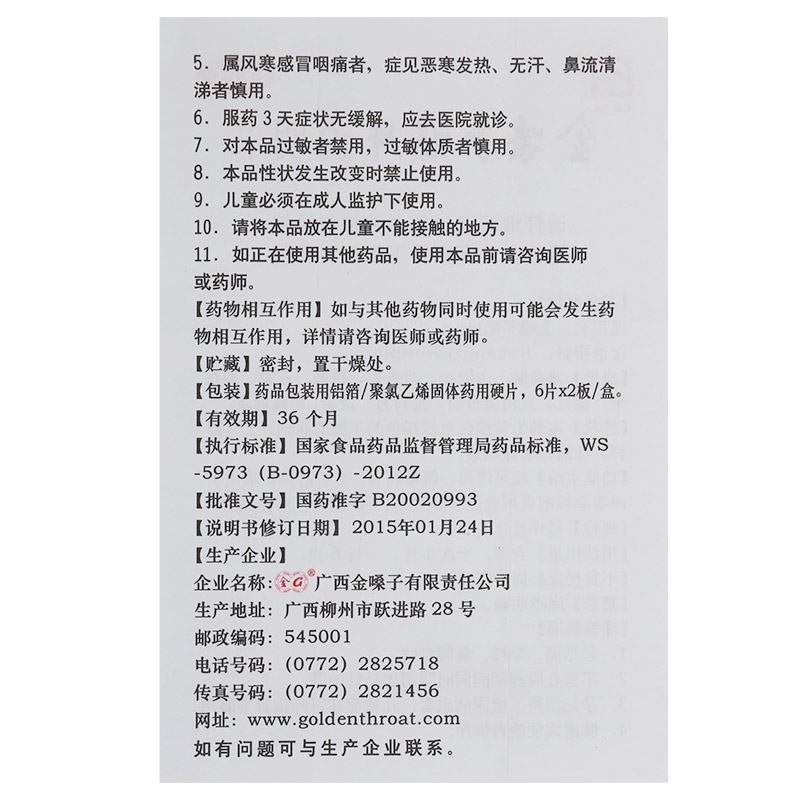 5．属风寒感冒咽痛者，症见恶寒发热、无汗、鼻流清
涕者慎用。
6．服药3天症状无缓解，应去医院就诊。
7．对本品过敏者禁用，过敏体质者慎用。
8．本品性状发生改变时禁止使用。
9．儿童必须在成人监护下使用。
10．请将本品放在儿童不能接触的地方。
11．如正在使用其他药品，使用本品前请咨询医师
或药师。
【药物相互作用】如与其他药物同时使用可能会发生药
物相互作用，详情请咨询医师或药师。
【贮藏】密封，置干燥处。
【包装】药品包装用铝箔/聚氯乙烯固体药用硬片，6片x2板/盒。
【有效期】36个月
【执行标准】国家食品药品监督管理局药品标准，WS
-5973（B-0973）-2012Z
【批准文号】国药准字 B20020993
【说明书修订日期】2015年01月24日
【生产企业】
企业名称：金G®广西金嗓子有限责任公司
生产地址：广西柳州市跃进路28号
邮政编码：545001
电话号码：(0772) 2825718
传真号码：(0772) 2821456
网址：www.goldenthroat.com
如有问题可与生产企业联系。